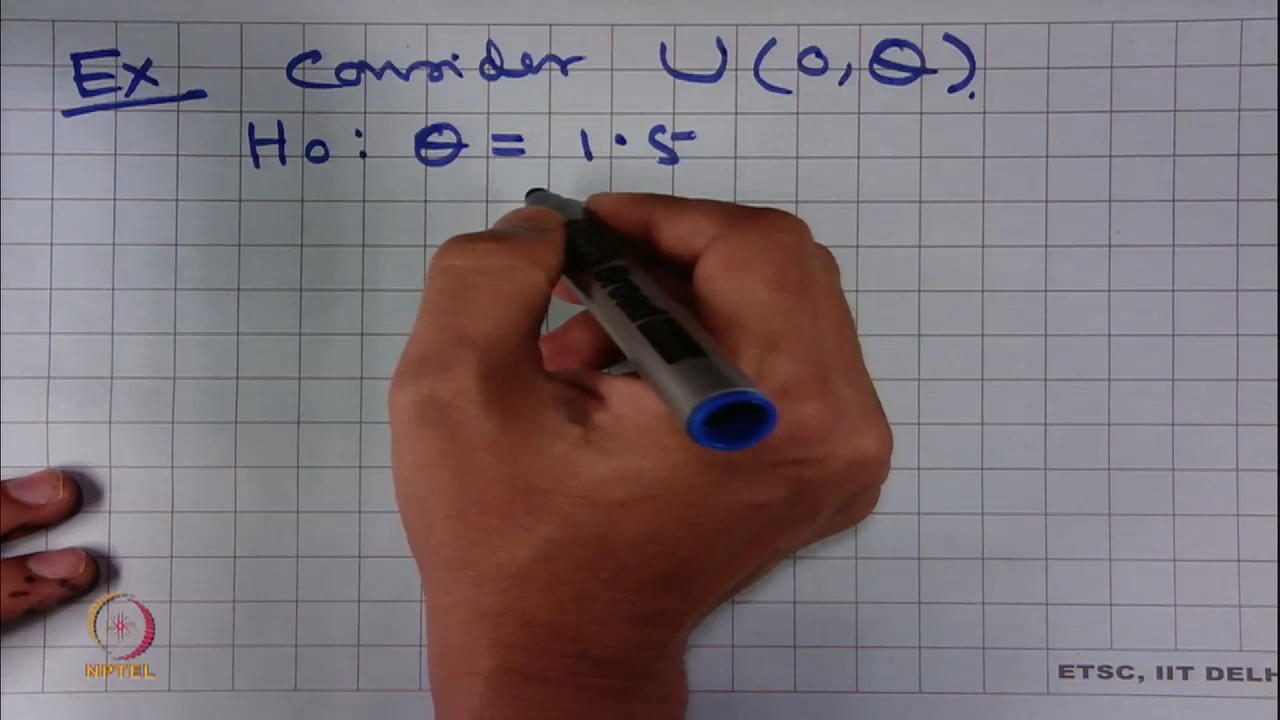 Ex Consider U(0, θ).
H0: θ = 1.5
NPTEL
ETSC, IIT DELH